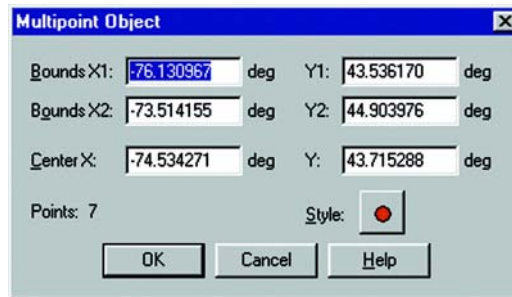 Multipoint Object
Bounds X1: -76.130967 deg Y1: 43.536170 deg
Bounds X2: -73.514155 deg Y2: 44.903976 deg
Center X: -74.534271 deg Y: 43.715288 deg
Points: 7 Style:
OK Cancel Help